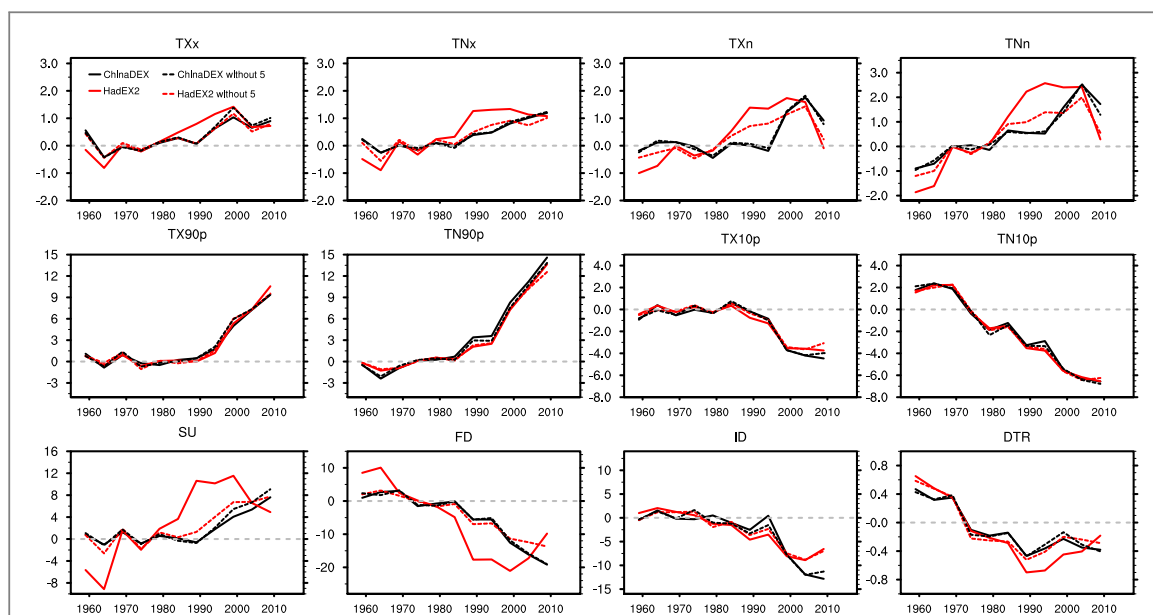 TXx TNx TXn TNn
3.0 3.0 3.0 3.0
ChInaDEX ChInaDEX wIthout 5
HadEX2 HadEX2 wIthout 5
2.0 2.0 2.0 2.0
1.0 1.0 1.0 1.0
0.0 0.0 0.0 0.0
-1.0 -1.0 -1.0 -1.0
-2.0 -2.0 -2.0 -2.0
1960 1970 1980 1990 2000 2010 1960 1970 1980 1990 2000 2010 1960 1970 1980 1990 2000 2010 1960 1970 1980 1990 2000 2010
TX90p TN90p TX10p TN10p
15 15 4.0 4.0
12 12 2.0 2.0
9 9 0.0 0.0
6 6 -2.0 -2.0
3 3 -4.0 -4.0
0 0 -6.0 -6.0
-3 -3 -8.0 -8.0
1960 1970 1980 1990 2000 2010 1960 1970 1980 1990 2000 2010 1960 1970 1980 1990 2000 2010 1960 1970 1980 1990 2000 2010
SU FD ID DTR
16 10 10 0.8
12 0 5 0.4
8 -10 0 -0.0
4 -20 -5 -0.4
0 -10 -0.8
-4 -15
-8
1960 1970 1980 1990 2000 2010 1960 1970 1980 1990 2000 2010 1960 1970 1980 1990 2000 2010 1960 1970 1980 1990 2000 2010